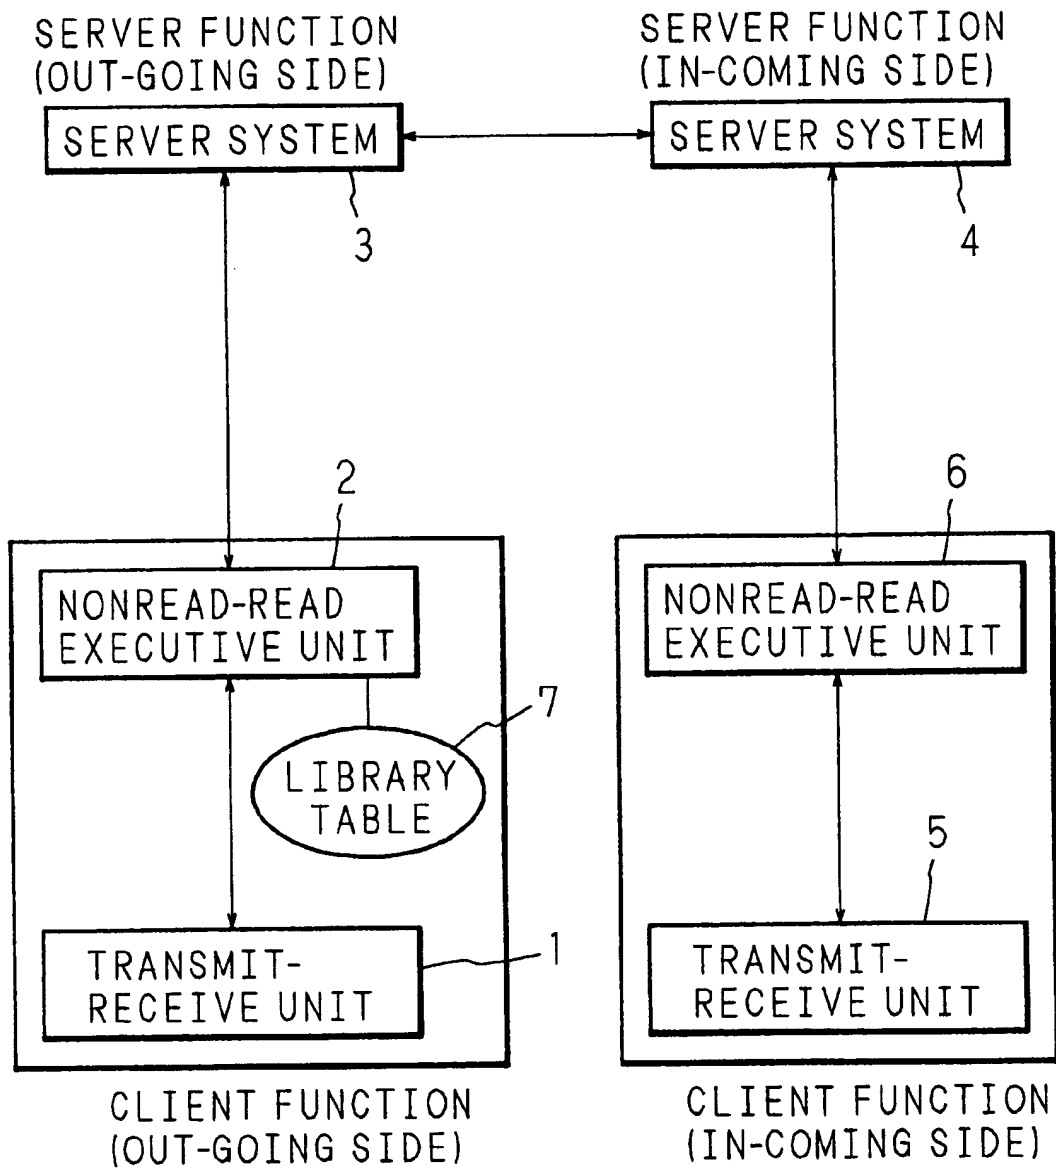 SERVER FUNCTION
(OUT-GOING SIDE)
SERVER SYSTEM
3
SERVER FUNCTION
(IN-COMING SIDE)
SERVER SYSTEM
4
2
NONREAD-READ
EXECUTIVE UNIT
7
LIBRARY
TABLE
1
TRANSMIT-
RECEIVE UNIT
CLIENT FUNCTION
(OUT-GOING SIDE)
6
NONREAD-READ
EXECUTIVE UNIT
5
TRANSMIT-
RECEIVE UNIT
CLIENT FUNCTION
(IN-COMING SIDE)